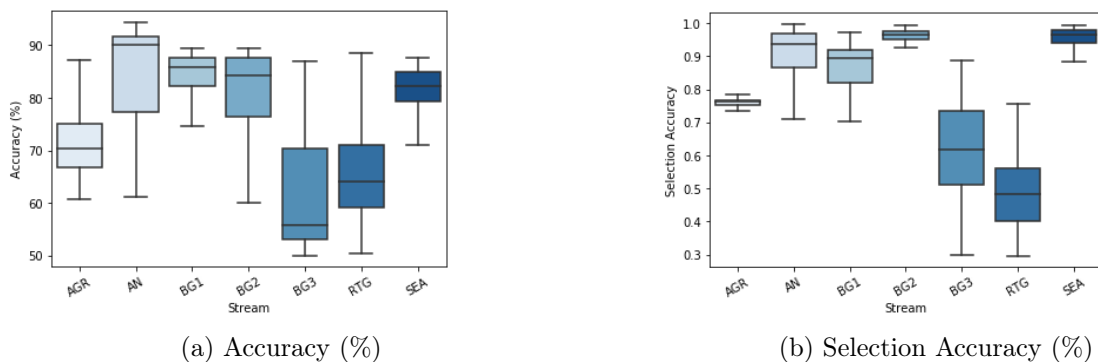 90
80
70
60
50
Accuracy (%)
AGR AN BG1 BG2 BG3 RTG SEA
Stream
(a) Accuracy (%)
1.0
0.9
0.8
0.7
0.6
0.5
0.4
0.3
Selection Accuracy
AGR AN BG1 BG2 BG3 RTG SEA
Stream
(b) Selection Accuracy (%)